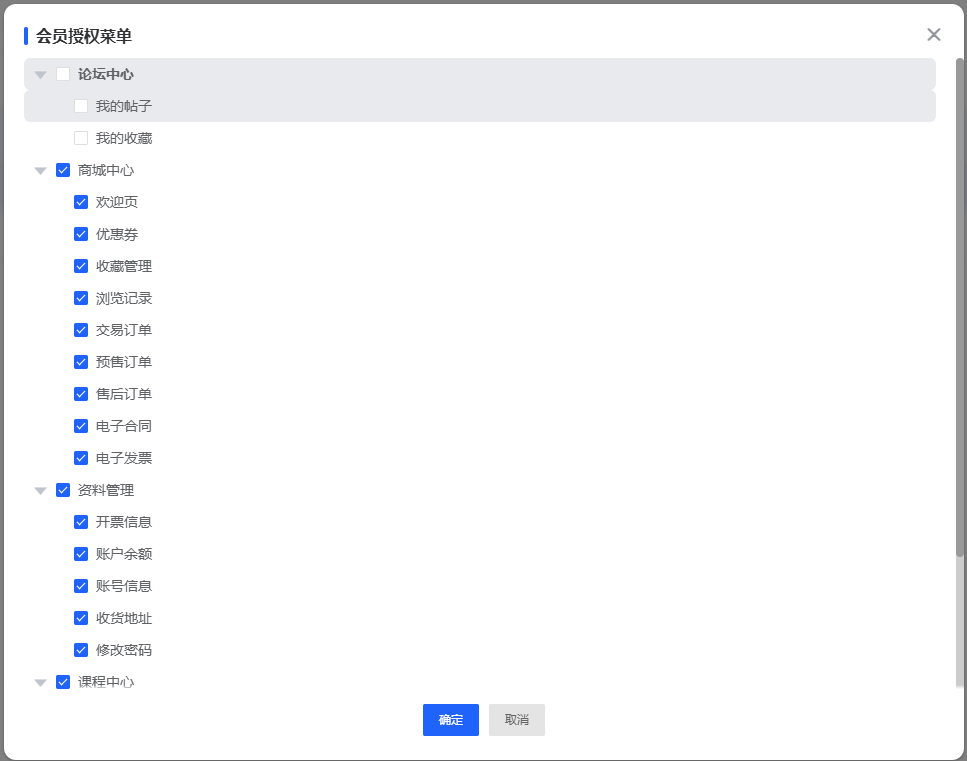 会员授权菜单
论坛中心
我的帖子
我的收藏
商城中心
欢迎页
优惠券
收藏管理
浏览记录
交易订单
预售订单
售后订单
电子合同
电子发票
资料管理
开票信息
账户余额
账号信息
收货地址
修改密码
课程中心
确定
取消